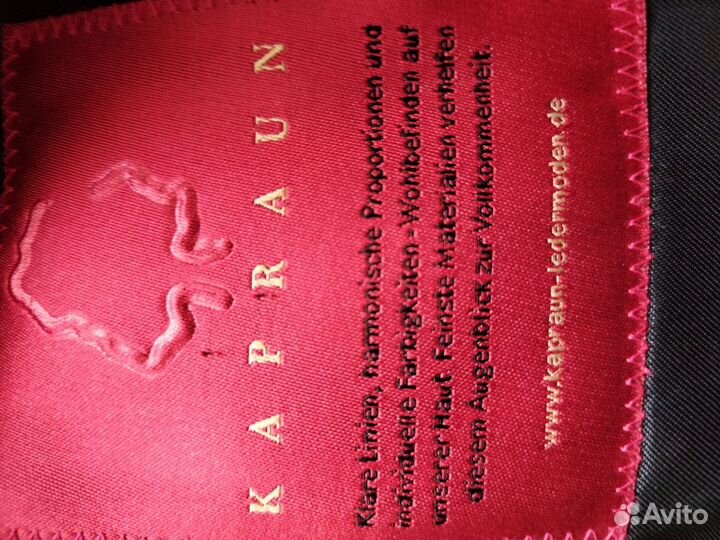 KAPRAUN
Klare Linien, harmonische Proportionen und
individuelle Farbigkeiten - Wohlbefinden auf
unserer Haut. Feinste Materialien verhelfen
diesem Augenblick zur Vollkommenheit.
www.kapraun-ledermoden.de
Avito